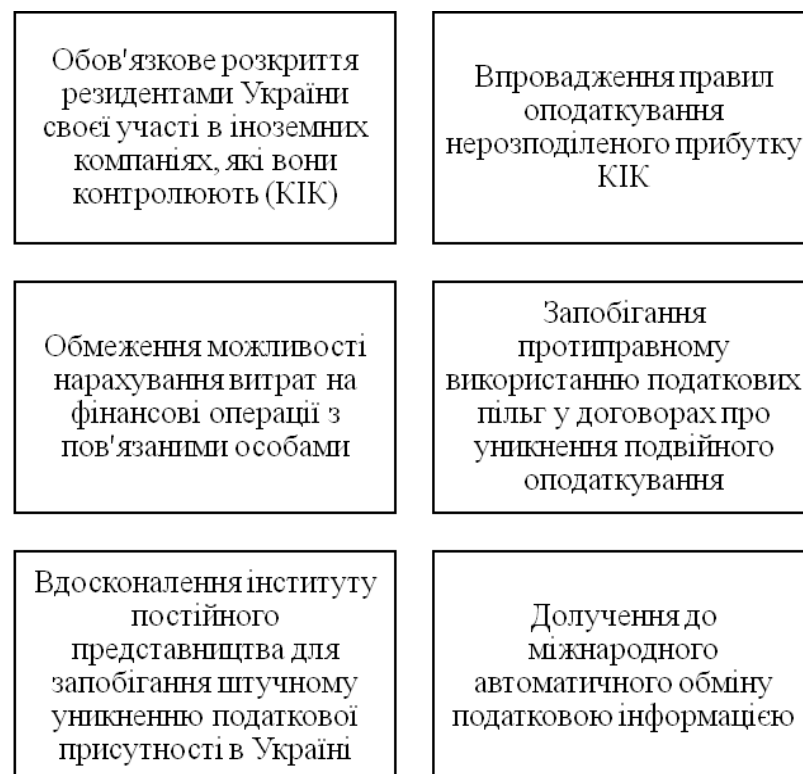 Обов'язкове розкриття
резидентами України
своєї участі в іноземних
компаніях, які вони
контролюють (КІК)
Впровадження правил
оподаткування
нерозподіленого прибутку
КІК
Обмеження можливості
нарахування витрат на
фінансові операції з
пов'язаними особами
Запобігання
протиправному
використанню податкових
пільг у договорах про
уникнення подвійного
оподаткування
Вдосконалення інституту
постійного
представництва для
запобігання штучному
уникненню податкової
присутності в Україні
Долучення до
міжнародного
автоматичного обміну
податковою інформацією